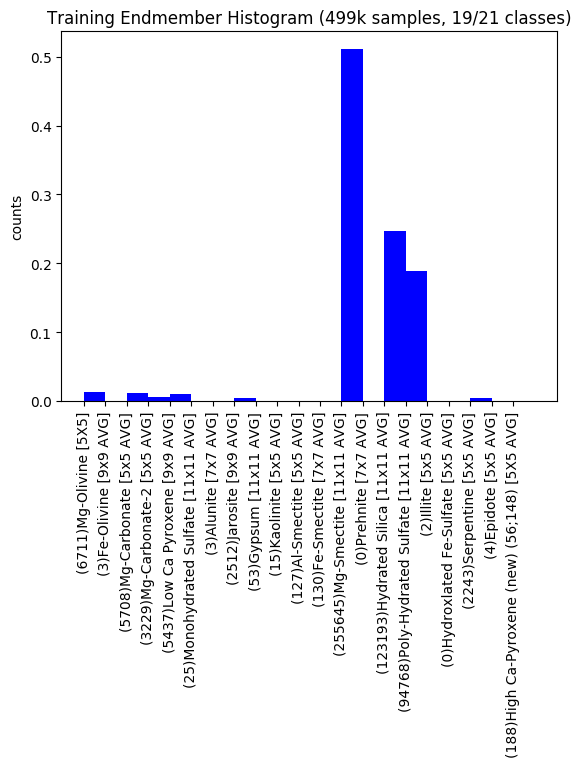 Training Endmember Histogram (499k samples, 19/21 classes)
counts
0.5
0.4
0.3
0.2
0.1
0.0
(6711)Mg-Olivine [5X5]
(3)Fe-Olivine [9x9 AVG]
(5708)Mg-Carbonate [5x5 AVG]
(3229)Mg-Carbonate-2 [5x5 AVG]
(5437)Low Ca Pyroxene [9x9 AVG]
(25)Monohydrated Sulfate [11x11 AVG]
(3)Alunite [7x7 AVG]
(2512)Jarosite [9x9 AVG]
(53)Gypsum [11x11 AVG]
(15)Kaolinite [5x5 AVG]
(127)Al-Smectite [5x5 AVG]
(130)Fe-Smectite [7x7 AVG]
(255645)Mg-Smectite [11x11 AVG]
(0)Prehnite [7x7 AVG]
(123193)Hydrated Silica [11x11 AVG]
(94768)Poly-Hydrated Sulfate [11x11 AVG]
(2)Illite [5x5 AVG]
(0)Hydroxlated Fe-Sulfate [5x5 AVG]
(2243)Serpentine [5x5 AVG]
(4)Epidote [5x5 AVG]
(188)High Ca-Pyroxene (new) (56;148) [5X5 AVG]